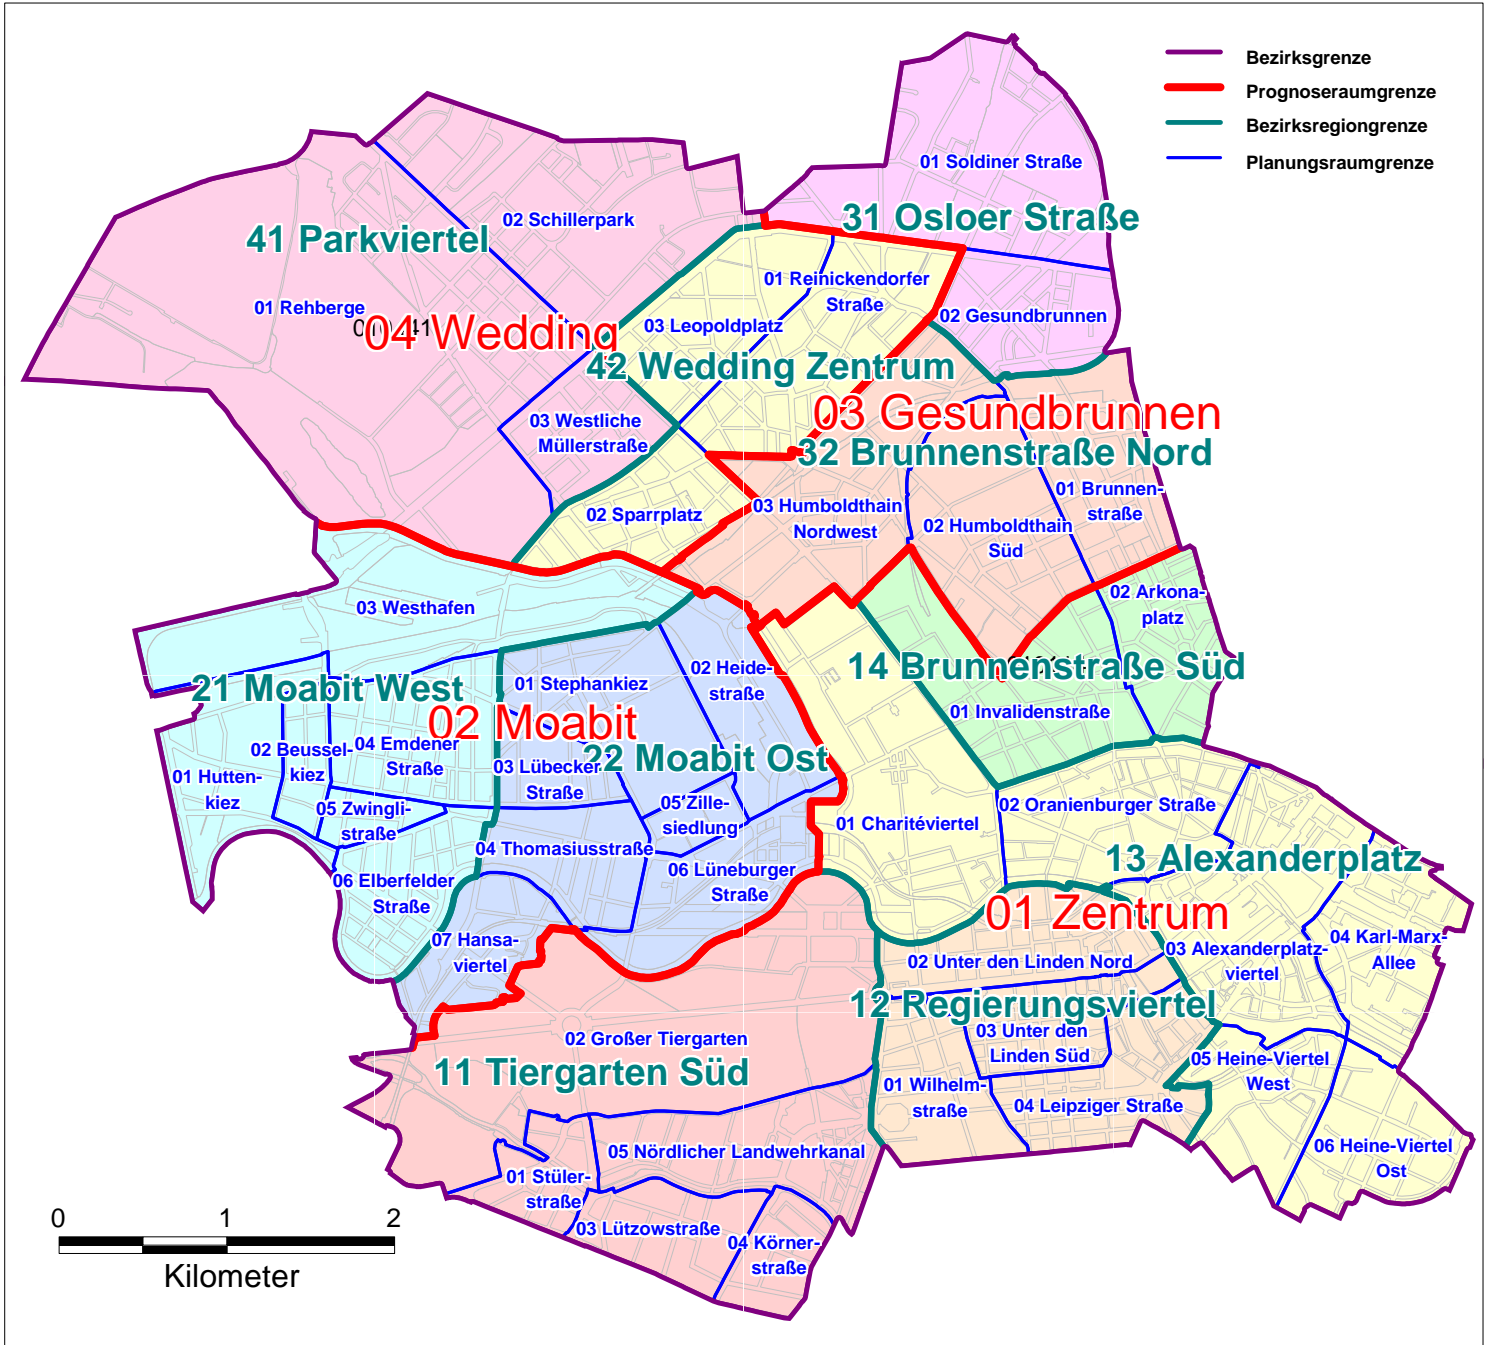 Bezirksgrenze
Prognoseraumgrenze
Bezirksregiongrenze
Planungsraumgrenze
01 Soldiner Straße
02 Schillerpark
31 Osloer Straße
41 Parkviertel
01 Reinickendorfer
Straße
01 Rehberge
02 Gesundbrunnen
03 Leopoldplatz
04 Wedding
42 Wedding Zentrum
03 Gesundbrunnen
03 Westliche
Müllerstraße
32 Brunnenstraße Nord
01 Brunnen-
straße
02 Sparrplatz
03 Humboldthain
Nordwest
02 Humboldthain
Süd
03 Westhafen
02 Arkona-
platz
14 Brunnenstraße Süd
02 Heide-
straße
01 Stephankiez
21 Moabit West
02 Moabit
01 Invalidenstraße
02 Beussel-
kiez
04 Emdener
Straße
22 Moabit Ost
01 Hutten-
kiez
03 Lübecker
Straße
05 Zwingli-
straße
05 Zille-
siedlung
02 Oranienburger Straße
01 Charitéviertel
04 Thomasiusstraße
13 Alexanderplatz
06 Elberfelder
Straße
06 Lüneburger
Straße
01 Zentrum
07 Hansa-
viertel
02 Unter den Linden Nord
03 Alexanderplatz-
viertel
04 Karl-Marx-
Allee
12 Regierungsviertel
02 Großer Tiergarten
03 Unter den
Linden Süd
11 Tiergarten Süd
05 Heine-Viertel
West
01 Wilhelm-
straße
04 Leipziger Straße
05 Nördlicher Landwehrkanal
06 Heine-Viertel
Ost
01 Stüler-
straße
03 Lützowstraße
04 Körner-
straße
0 1 2
Kilometer